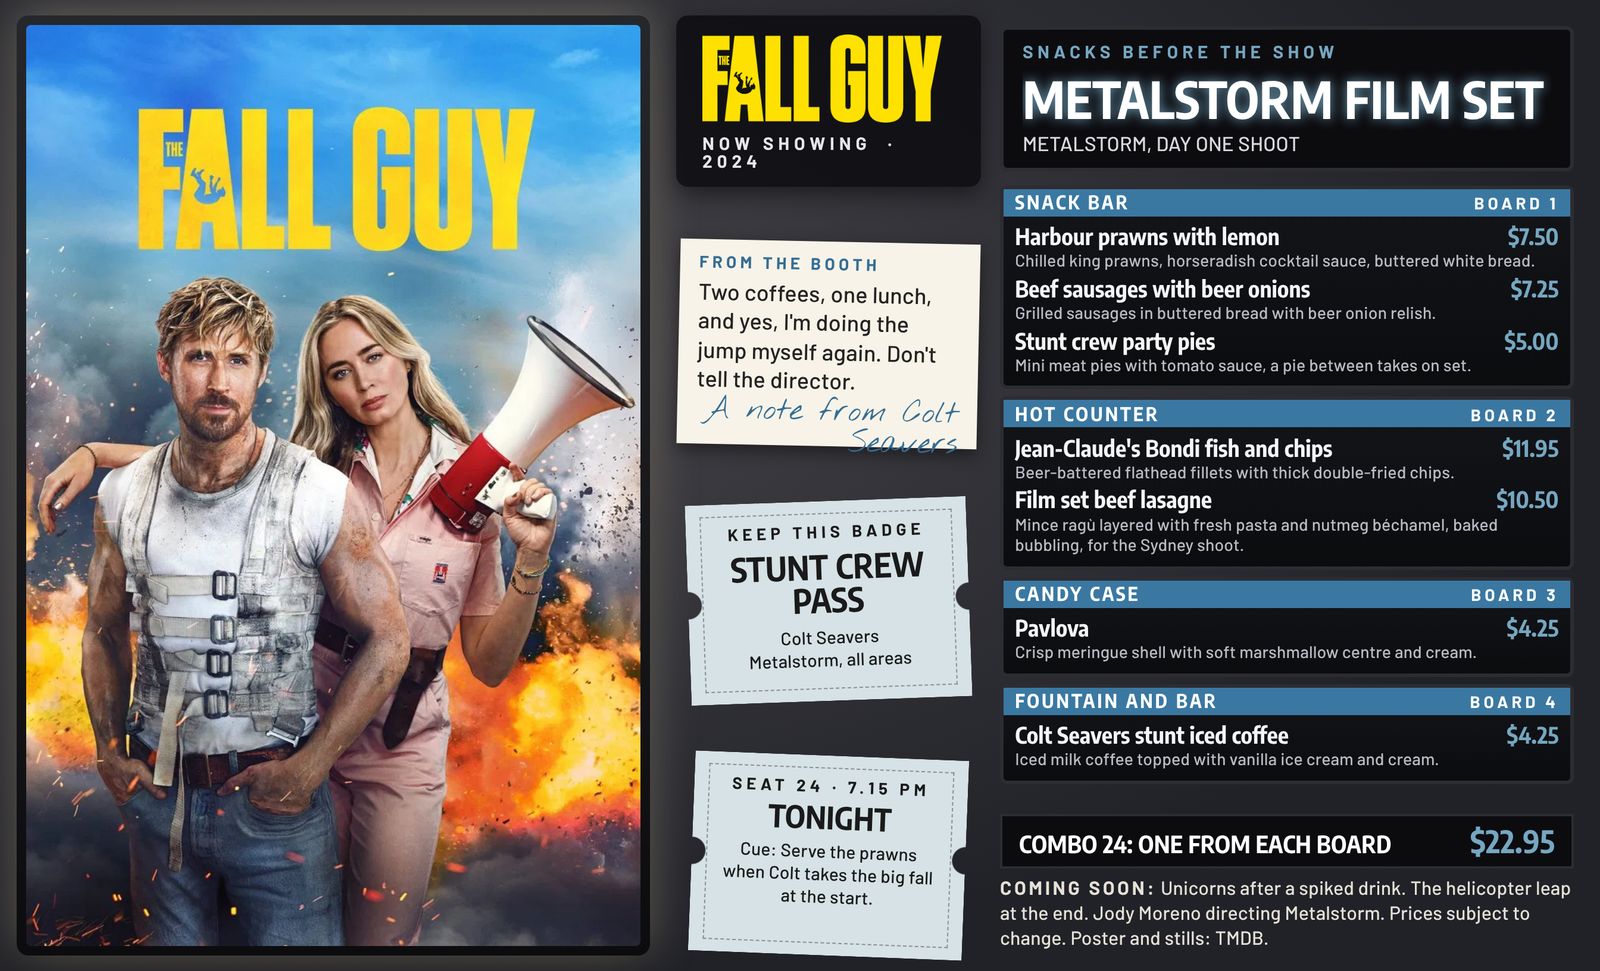 THE FALL GUY
THE FALL GUY
NOW SHOWING ·
2024
FROM THE BOOTH
Two coffees, one lunch,
and yes, I'm doing the
jump myself again. Don't
tell the director.
A note from Colt
Seavers
KEEP THIS BADGE
STUNT CREW
PASS
Colt Seavers
Metalstorm, all areas
SEAT 24 · 7.15 PM
TONIGHT
Cue: Serve the prawns
when Colt takes the big fall
at the start.
SNACKS BEFORE THE SHOW
METALSTORM FILM SET
METALSTORM, DAY ONE SHOOT
SNACK BAR BOARD 1
Harbour prawns with lemon $7.50
Chilled king prawns, horseradish cocktail sauce, buttered white bread.
Beef sausages with beer onions $7.25
Grilled sausages in buttered bread with beer onion relish.
Stunt crew party pies $5.00
Mini meat pies with tomato sauce, a pie between takes on set.
HOT COUNTER BOARD 2
Jean-Claude's Bondi fish and chips $11.95
Beer-battered flathead fillets with thick double-fried chips.
Film set beef lasagne $10.50
Mince ragù layered with fresh pasta and nutmeg béchamel, baked
bubbling, for the Sydney shoot.
CANDY CASE BOARD 3
Pavlova $4.25
Crisp meringue shell with soft marshmallow centre and cream.
FOUNTAIN AND BAR BOARD 4
Colt Seavers stunt iced coffee $4.25
Iced milk coffee topped with vanilla ice cream and cream.
COMBO 24: ONE FROM EACH BOARD $22.95
COMING SOON: Unicorns after a spiked drink. The helicopter leap
at the end. Jody Moreno directing Metalstorm. Prices subject to
change. Poster and stills: TMDB.